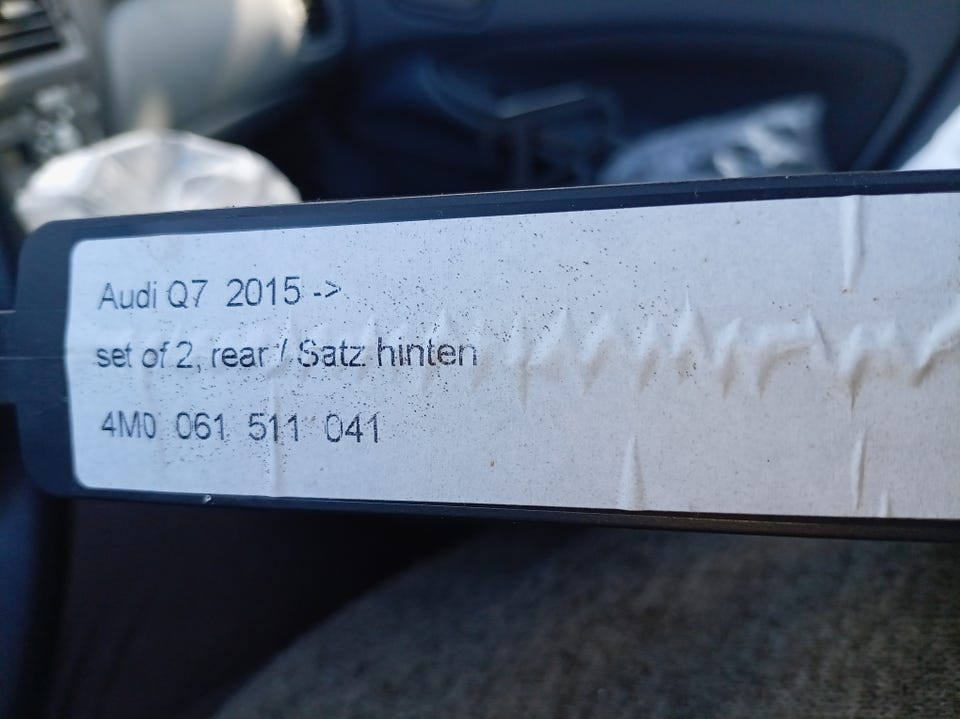 Audi Q7 2015 ->
set of 2, rear / Satz hinten
4M0 061 511 041